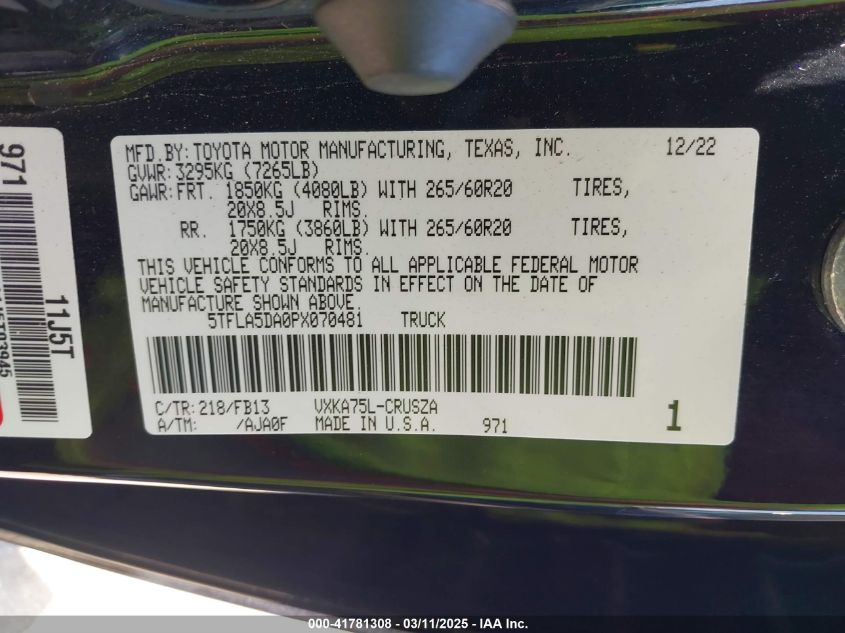 MFD.BY:TOYOTA MOTOR MANUFACTURING, TEXAS, INC. 12/22
GVWR:3295KG (7265LB)
GAWR:FRT. 1850KG (4080LB) WITH 265/60R20 TIRES,
20X8.5J RIMS.
RR. 1750KG (3860LB) WITH 265/60R20 TIRES,
20X8.5J RIMS.
THIS VEHICLE CONFORMS TO ALL APPLICABLE FEDERAL MOTOR
VEHICLE SAFETY STANDARDS IN EFFECT ON THE DATE OF
MANUFACTURE SHOWN ABOVE.
5TFLA5DA0PX070481 TRUCK
C/TR:218/FB13 VXKA75L-CRUSZA
A/TM: /AJA0F MADE IN U.S.A. 971 1
971
11J5T
000-41781308 - 03/11/2025 - IAA Inc.